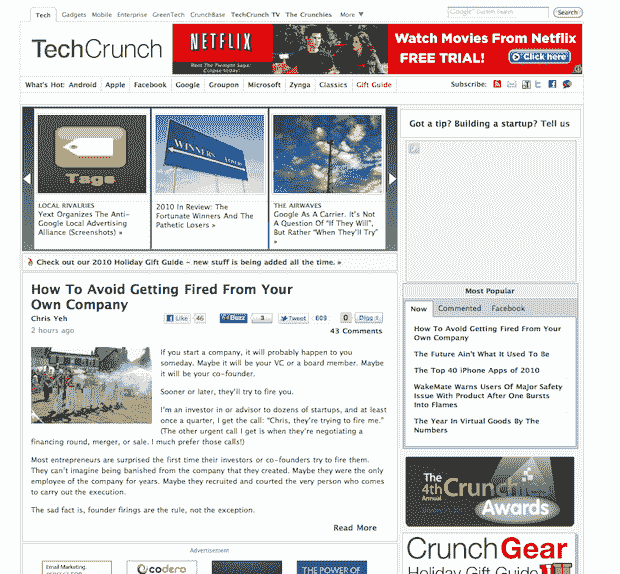 Tech Gadgets Mobile Enterprise GreenTech CrunchBase TechCrunch TV The Crunchies More ▼ Google™ Custom Search Search
TechCrunch
NETFLIX
Watch Movies From Netflix
FREE TRIAL! Click here
What's Hot: Android Apple Facebook Google Groupon Microsoft Zynga Classics Gift Guide Subscribe:
Tags
LOCAL RIVALRIES
Yext Organizes The Anti-
Google Local Advertising
Alliance (Screenshots) »
WINNERS
2010 In Review: The
Fortunate Winners And The
Pathetic Losers »
THE AIRWAVES
Google As A Carrier. It's Not
A Question Of "If They Will",
But Rather "When They'll Try"
»
Got a tip? Building a startup? Tell us
Check out our 2010 Holiday Gift Guide – new stuff is being added all the time. »
How To Avoid Getting Fired From Your
Own Company
Chris Yeh
2 hours ago
Like 46 Buzz 3 Tweet 608 0 Digg
43 Comments
If you start a company, it will probably happen to you
someday. Maybe it will be your VC or a board member. Maybe
it will be your co-founder.
Sooner or later, they'll try to fire you.
I'm an investor in or advisor to dozens of startups, and at least
once a quarter, I get the call: "Chris, they're trying to fire me."
(The other urgent call I get is when they're negotiating a
financing round, merger, or sale. I much prefer those calls!)
Most entrepreneurs are surprised the first time their investors or co-founders try to fire them.
They can't imagine being banished from the company that they created. Maybe they were the only
employee of the company for years. Maybe they recruited and courted the very person who comes
to carry out the execution.
The sad fact is, founder firings are the rule, not the exception.
Read More
Most Popular
Now Commented Facebook
How To Avoid Getting Fired From Your
Own Company
The Future Ain't What It Used To Be
The Top 40 iPhone Apps of 2010
WakeMate Warns Users Of Major Safety
Issue With Product After One Bursts
Into Flames
The Year In Virtual Goods By The
Numbers
The
4th Crunchies
Annual
Awards
CrunchGear
Holiday Gift Guide
Advertisement
Email Marketing.
codero
THE POWER OF